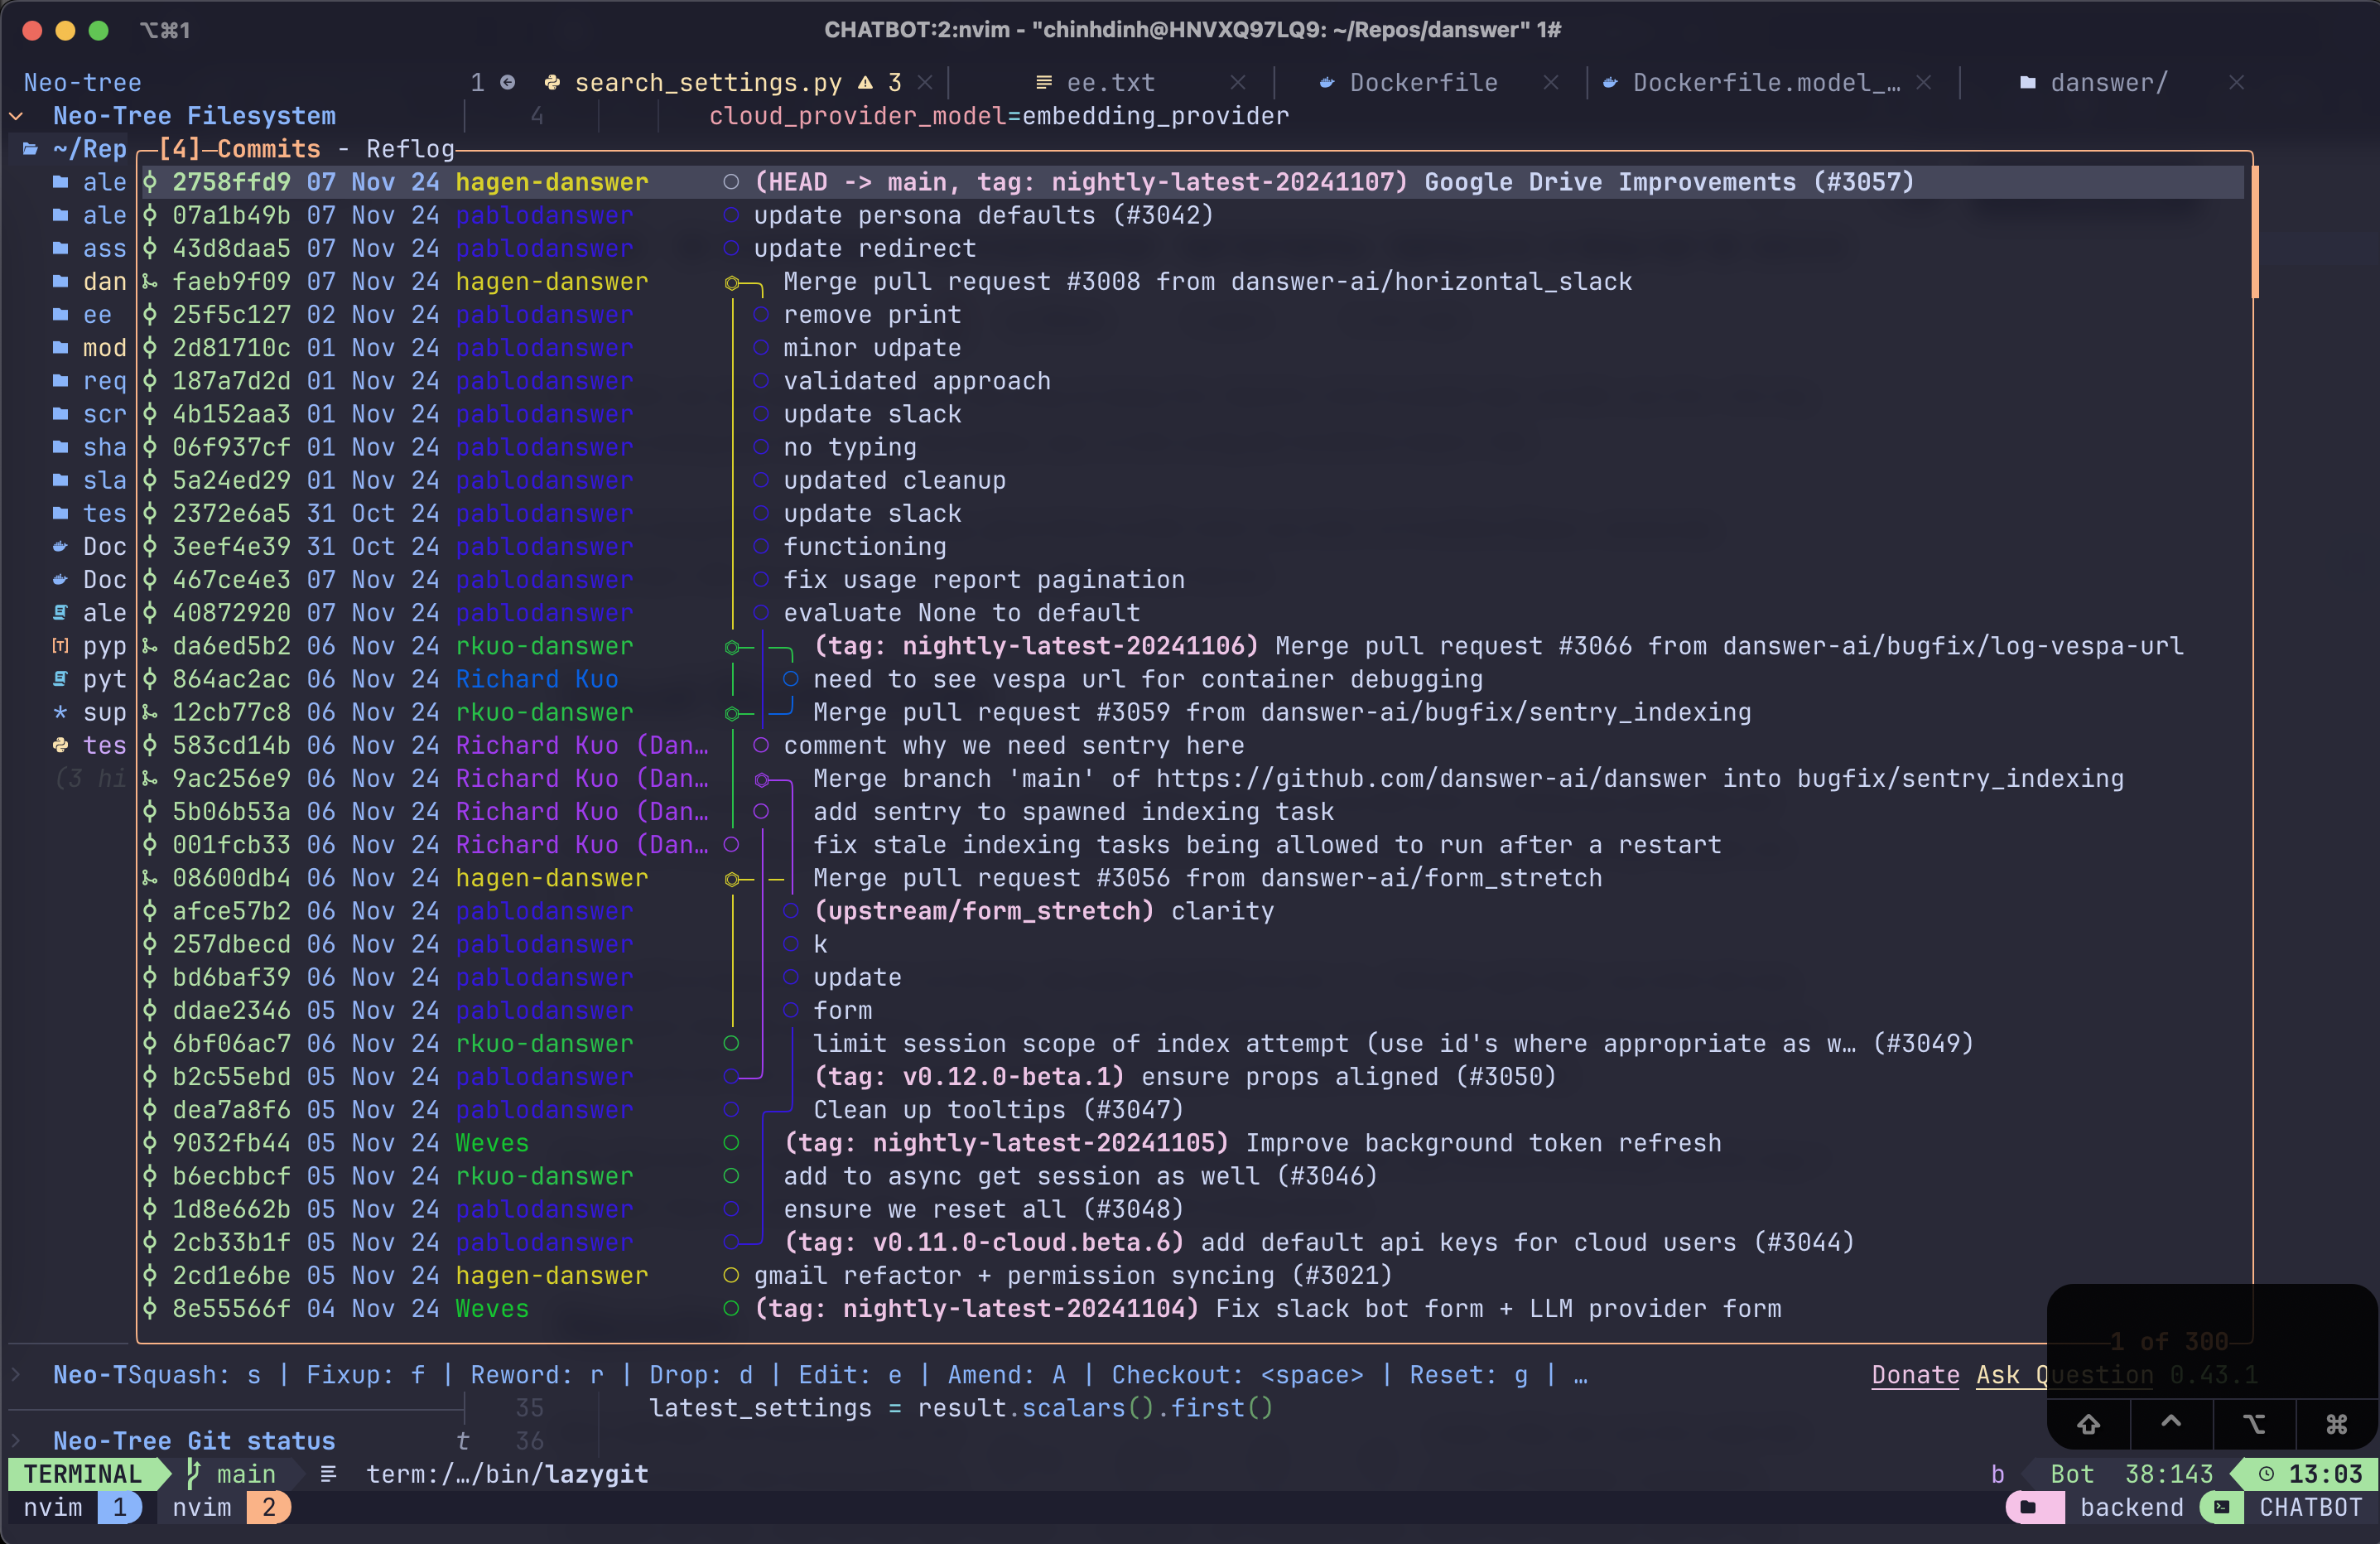 ⌥⌘1 CHATBOT:2:nvim - "chinhdinh@HNVXQ97LQ9: ~/Repos/danswer" 1#
Neo-tree 1 search_settings.py 3 ee.txt Dockerfile Dockerfile.model_… danswer/
Neo-Tree Filesystem 4 cloud_provider_model=embedding_provider
~/Rep [4]─Commits - Reflog
ale 2758ffd9 07 Nov 24 hagen-danswer (HEAD -> main, tag: nightly-latest-20241107) Google Drive Improvements (#3057)
ale 07a1b49b 07 Nov 24 pablodanswer update persona defaults (#3042)
ass 43d8daa5 07 Nov 24 pablodanswer update redirect
dan faeb9f09 07 Nov 24 hagen-danswer Merge pull request #3008 from danswer-ai/horizontal_slack
ee 25f5c127 02 Nov 24 pablodanswer remove print
mod 2d81710c 01 Nov 24 pablodanswer minor udpate
req 187a7d2d 01 Nov 24 pablodanswer validated approach
scr 4b152aa3 01 Nov 24 pablodanswer update slack
sha 06f937cf 01 Nov 24 pablodanswer no typing
sla 5a24ed29 01 Nov 24 pablodanswer updated cleanup
tes 2372e6a5 31 Oct 24 pablodanswer update slack
Doc 3eef4e39 31 Oct 24 pablodanswer functioning
Doc 467ce4e3 07 Nov 24 pablodanswer fix usage report pagination
ale 40872920 07 Nov 24 pablodanswer evaluate None to default
[T] pyp da6ed5b2 06 Nov 24 rkuo-danswer (tag: nightly-latest-20241106) Merge pull request #3066 from danswer-ai/bugfix/log-vespa-url
pyt 864ac2ac 06 Nov 24 Richard Kuo need to see vespa url for container debugging
* sup 12cb77c8 06 Nov 24 rkuo-danswer Merge pull request #3059 from danswer-ai/bugfix/sentry_indexing
tes 583cd14b 06 Nov 24 Richard Kuo (Dan… comment why we need sentry here
(3 hi 9ac256e9 06 Nov 24 Richard Kuo (Dan… Merge branch 'main' of https://github.com/danswer-ai/danswer into bugfix/sentry_indexing
5b06b53a 06 Nov 24 Richard Kuo (Dan… add sentry to spawned indexing task
001fcb33 06 Nov 24 Richard Kuo (Dan… fix stale indexing tasks being allowed to run after a restart
08600db4 06 Nov 24 hagen-danswer Merge pull request #3056 from danswer-ai/form_stretch
afce57b2 06 Nov 24 pablodanswer (upstream/form_stretch) clarity
257dbecd 06 Nov 24 pablodanswer k
bd6baf39 06 Nov 24 pablodanswer update
ddae2346 05 Nov 24 pablodanswer form
6bf06ac7 06 Nov 24 rkuo-danswer limit session scope of index attempt (use id's where appropriate as w… (#3049)
b2c55ebd 05 Nov 24 pablodanswer (tag: v0.12.0-beta.1) ensure props aligned (#3050)
dea7a8f6 05 Nov 24 pablodanswer Clean up tooltips (#3047)
9032fb44 05 Nov 24 Weves (tag: nightly-latest-20241105) Improve background token refresh
b6ecbbcf 05 Nov 24 rkuo-danswer add to async get session as well (#3046)
1d8e662b 05 Nov 24 pablodanswer ensure we reset all (#3048)
2cb33b1f 05 Nov 24 pablodanswer (tag: v0.11.0-cloud.beta.6) add default api keys for cloud users (#3044)
2cd1e6be 05 Nov 24 hagen-danswer gmail refactor + permission syncing (#3021)
8e55566f 04 Nov 24 Weves (tag: nightly-latest-20241104) Fix slack bot form + LLM provider form
1 of 300
Neo-TSquash: s | Fixup: f | Reword: r | Drop: d | Edit: e | Amend: A | Checkout: <space> | Reset: g | … Donate Ask Question 0.43.1
35 latest_settings = result.scalars().first()
Neo-Tree Git status t 36
⇧ ⌃ ⌥ ⌘
TERMINAL main term:/…/bin/lazygit b Bot 38:143 13:03
nvim 1 nvim 2 backend CHATBOT